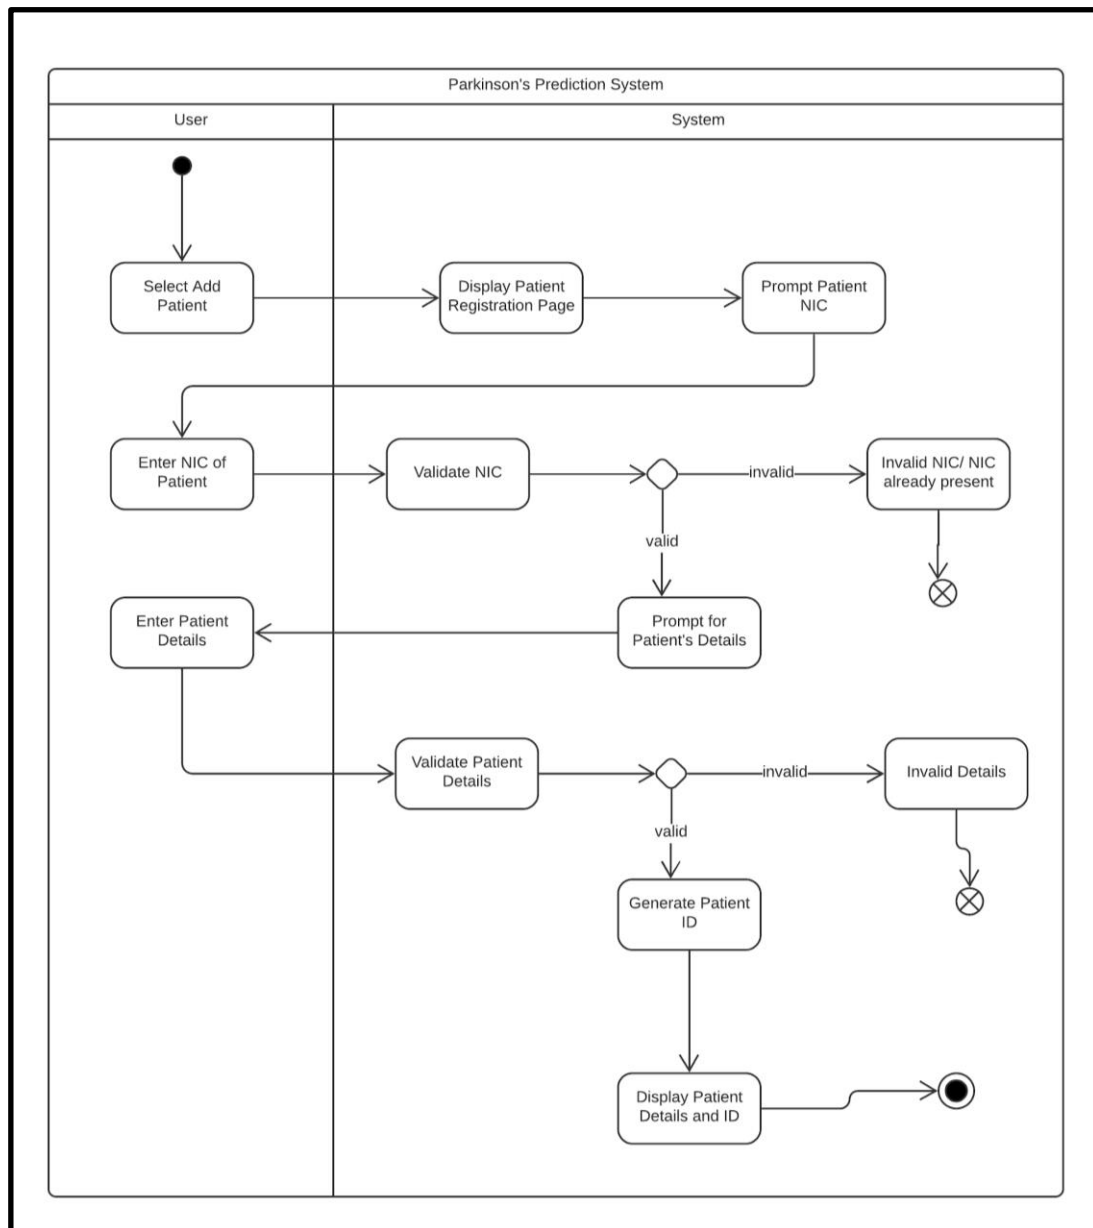 Parkinson's Prediction System
User
System
Select Add
Patient
Display Patient
Registration Page
Prompt Patient
NIC
Enter NIC of
Patient
Validate NIC
invalid
Invalid NIC/ NIC
already present
valid
Enter Patient
Details
Prompt for
Patient's Details
Validate Patient
Details
invalid
Invalid Details
valid
Generate Patient
ID
Display Patient
Details and ID